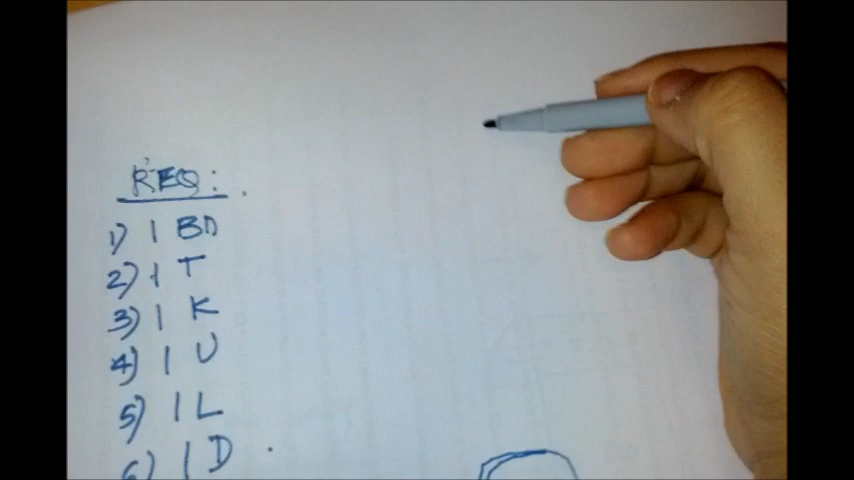 REQ:
1) 1 BD
2) 1 T
3) 1 K
4) 1 U
5) 1 L
6) 1 D